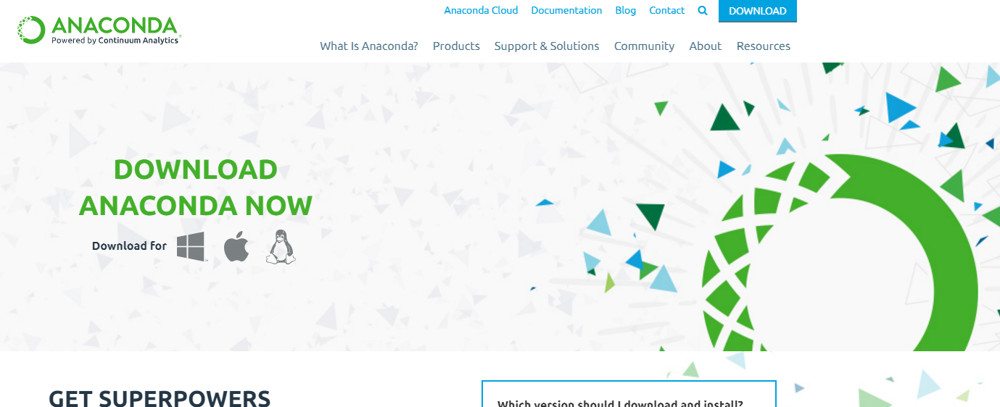 Anaconda Cloud Documentation Blog Contact DOWNLOAD
ANACONDA
Powered by Continuum Analytics®
What Is Anaconda? Products Support & Solutions Community About Resources
DOWNLOAD
ANACONDA NOW
Download for
GET SUPERPOWERS
Which version should I download and install?